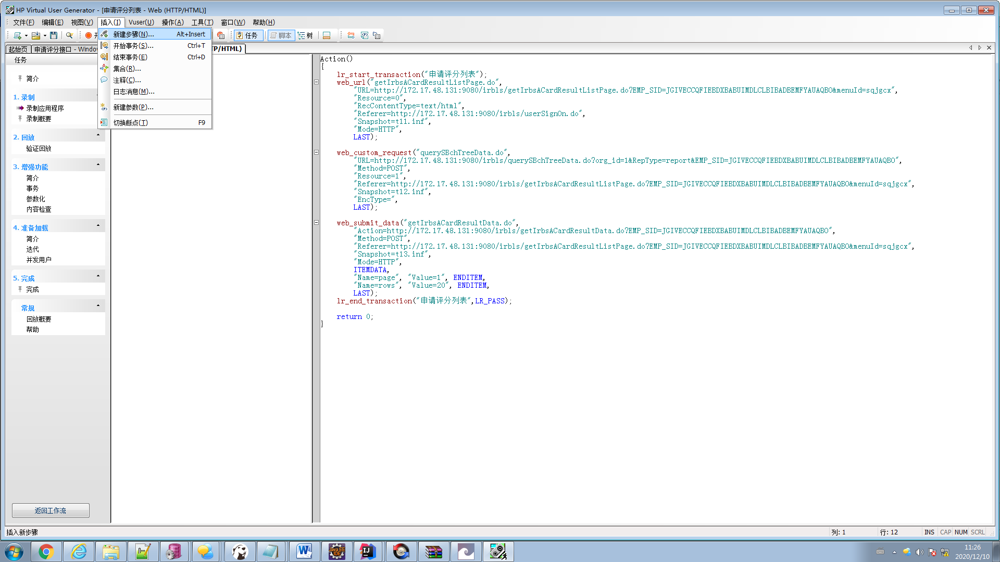 HP Virtual User Generator - [申请评分列表 - Web (HTTP/HTML)]
文件(F) 编辑(E) 视图(V) 插入(I) Vuser(U) 操作(A) 工具(T) 窗口(W) 帮助(H)
任务 脚本 树
新建步骤(N)... Alt+Insert
开始事务(S)... Ctrl+T
结束事务(E) Ctrl+D
集合(R)...
注释(C)...
日志消息(M)...
新建参数(P)...
切换断点(T) F9
起始页 申请评分接口 - Window P/HTML)
任务
简介
1. 录制
录制应用程序
录制概要
2. 回放
验证回放
3. 增强功能
简介
事务
参数化
内容检查
4. 准备加载
简介
迭代
并发用户
5. 完成
完成
常规
回放概要
帮助
返回工作流
Action()
{
lr_start_transaction("申请评分列表");
web_url("getIrbsACardResultListPage.do",
"URL=http://172.17.48.131:9080/irbls/getIrbsACardResultListPage.do?EMP_SID=JGIVECCQFIEBDXBABUIMDLCLBIBADBEMFYAUAQBO&menuId=sqjgcx",
"Resource=0",
"RecContentType=text/html",
"Referer=http://172.17.48.131:9080/irbls/userSignOn.do",
"Snapshot=t11.inf",
"Mode=HTTP",
LAST);
web_custom_request("querySBchTreeData.do",
"URL=http://172.17.48.131:9080/irbls/querySBchTreeData.do?org_id=1&RepType=report&EMP_SID=JGIVECCQFIEBDXBABUIMDLCLBIBADBEMFYAUAQBO",
"Method=POST",
"Resource=1",
"Referer=http://172.17.48.131:9080/irbls/getIrbsACardResultListPage.do?EMP_SID=JGIVECCQFIEBDXBABUIMDLCLBIBADBEMFYAUAQBO&menuId=sqjgcx",
"Snapshot=t12.inf",
"EncType=",
LAST);
web_submit_data("getIrbsACardResultData.do",
"Action=http://172.17.48.131:9080/irbls/getIrbsACardResultData.do?EMP_SID=JGIVECCQFIEBDXBABUIMDLCLBIBADBEMFYAUAQBO",
"Method=POST",
"Referer=http://172.17.48.131:9080/irbls/getIrbsACardResultListPage.do?EMP_SID=JGIVECCQFIEBDXBABUIMDLCLBIBADBEMFYAUAQBO&menuId=sqjgcx",
"Snapshot=t13.inf",
"Mode=HTTP",
ITEMDATA,
"Name=page", "Value=1", ENDITEM,
"Name=rows", "Value=20", ENDITEM,
LAST);
lr_end_transaction("申请评分列表",LR_PASS);
return 0;
}
插入新步骤 列: 1 行: 12 INS CAP NUM SCRL
11:26
2020/12/10